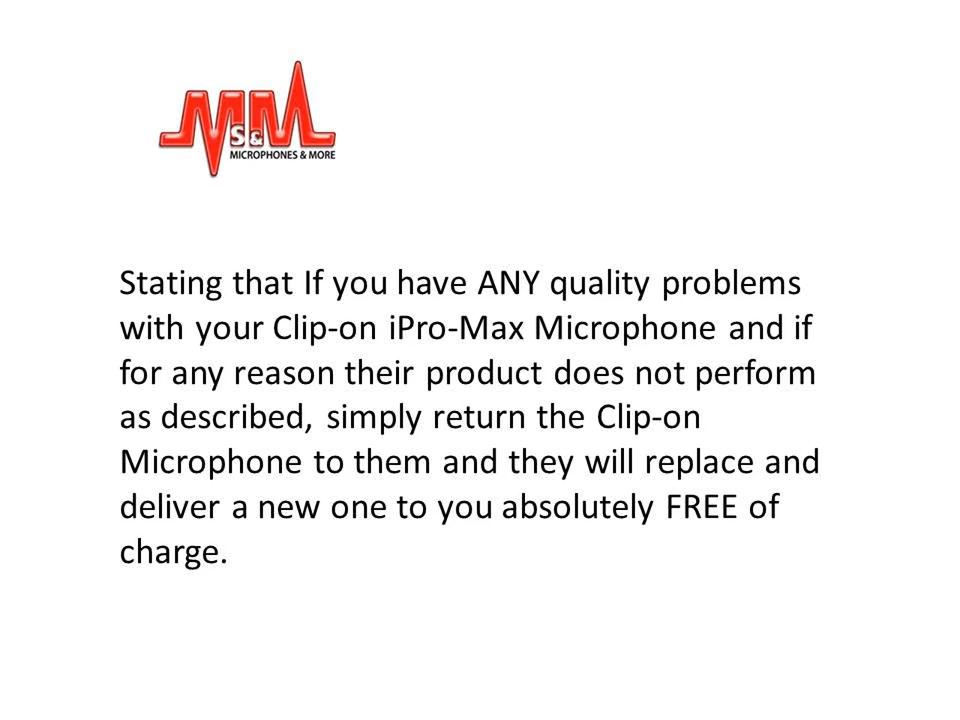 MS&M
MICROPHONES & MORE
Stating that If you have ANY quality problems
with your Clip-on iPro-Max Microphone and if
for any reason their product does not perform
as described, simply return the Clip-on
Microphone to them and they will replace and
deliver a new one to you absolutely FREE of
charge.